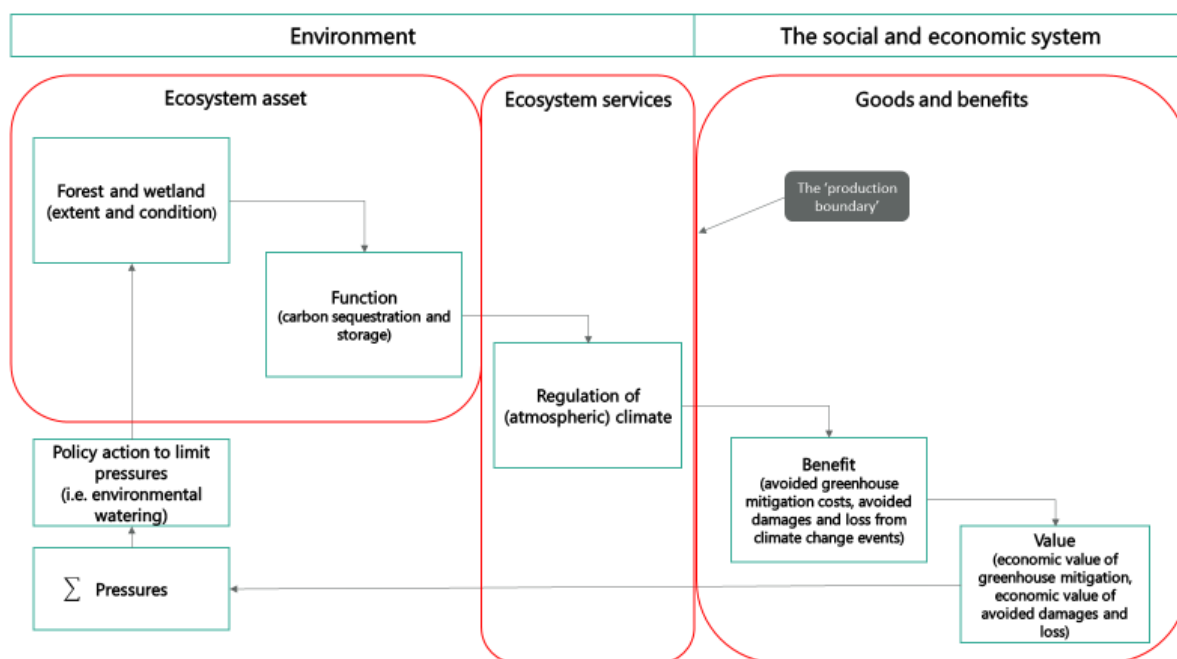 Environment
The social and economic system
Ecosystem asset
Ecosystem services
Goods and benefits
Forest and wetland
(extent and condition)
The 'production
boundary'
Function
(carbon sequestration and
storage)
Regulation of
(atmospheric) climate
Policy action to limit
pressures
(i.e. environmental
watering)
Benefit
(avoided greenhouse
mitigation costs, avoided
damages and loss from
climate change events)
Value
(economic value of
greenhouse mitigation,
economic value of
avoided damages and
loss)
∑ Pressures